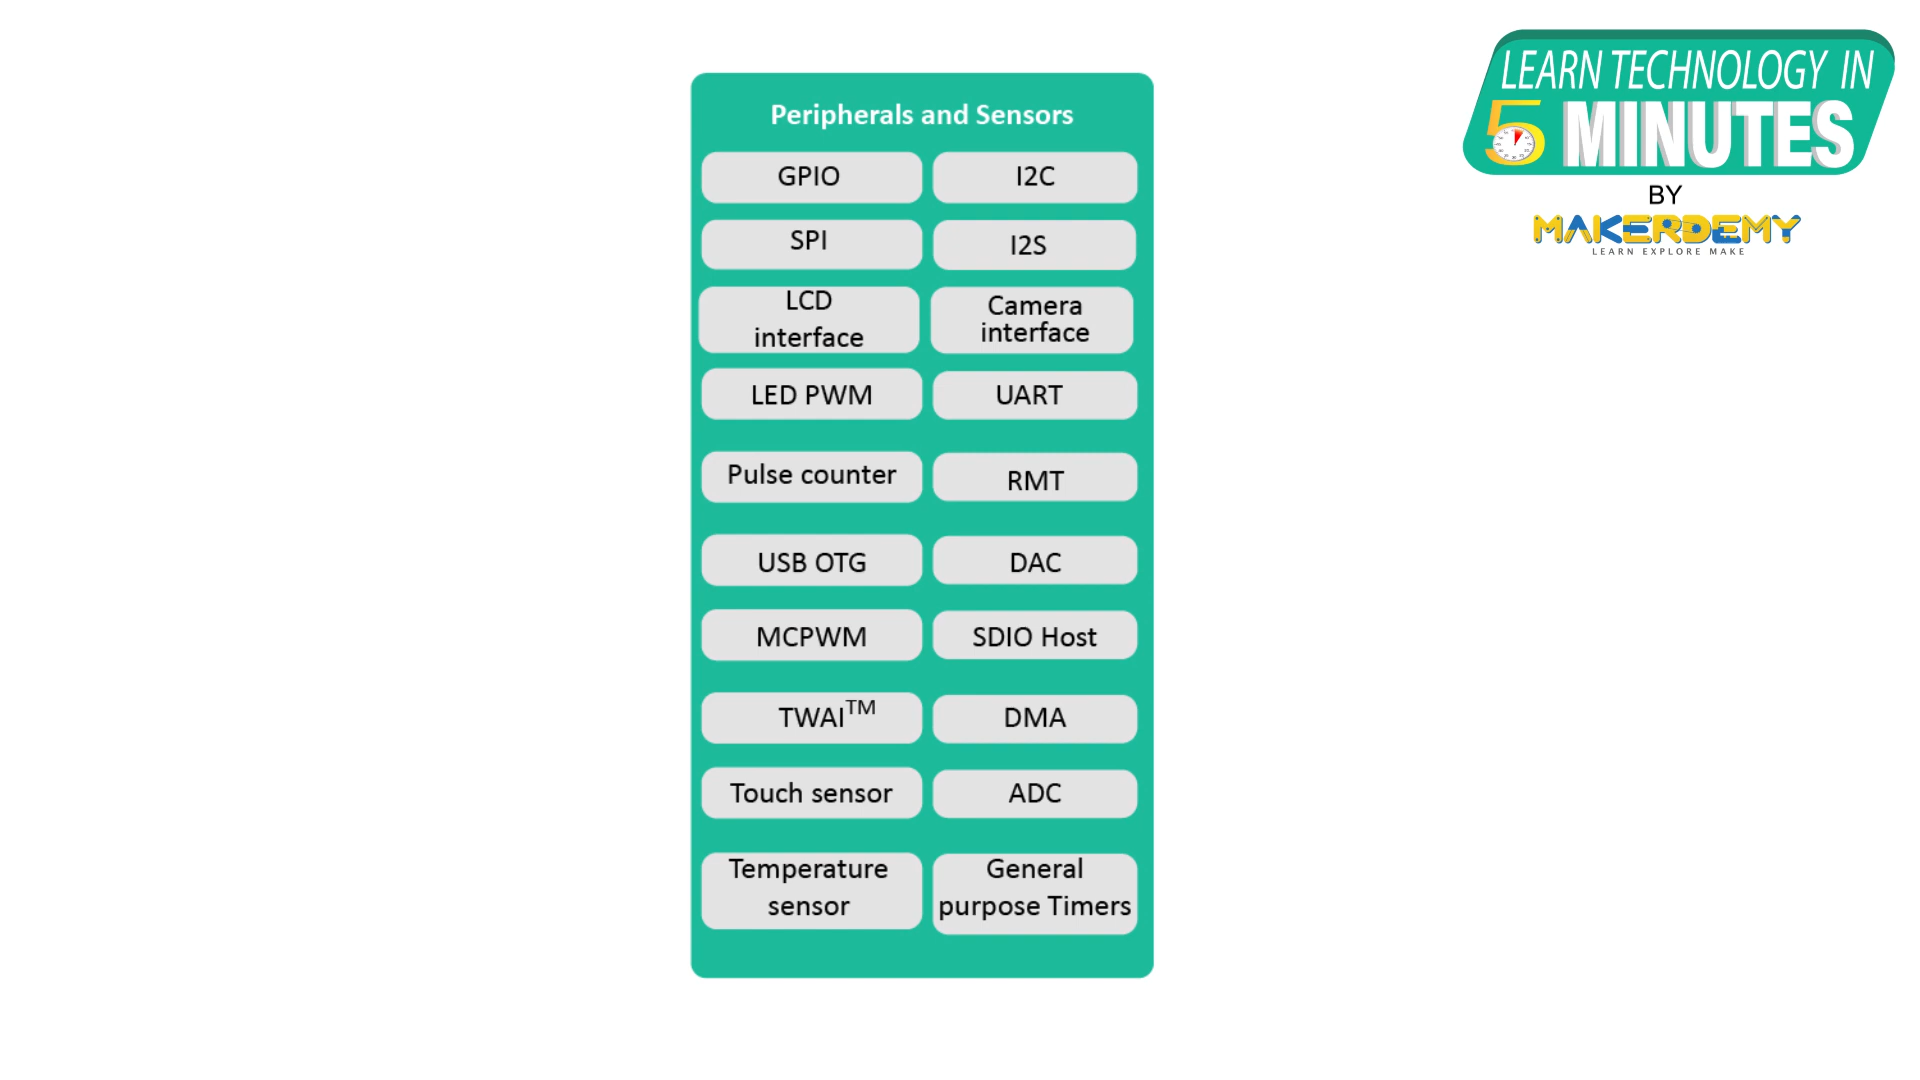 Peripherals and Sensors
GPIO
I2C
SPI
I2S
LCD
interface
Camera
interface
LED PWM
UART
Pulse counter
RMT
USB OTG
DAC
MCPWM
SDIO Host
TWAI™
DMA
Touch sensor
ADC
Temperature
sensor
General
purpose Timers
LEARN TECHNOLOGY IN
5 MINUTES
BY
MAKERDEMY
LEARN EXPLORE MAKE